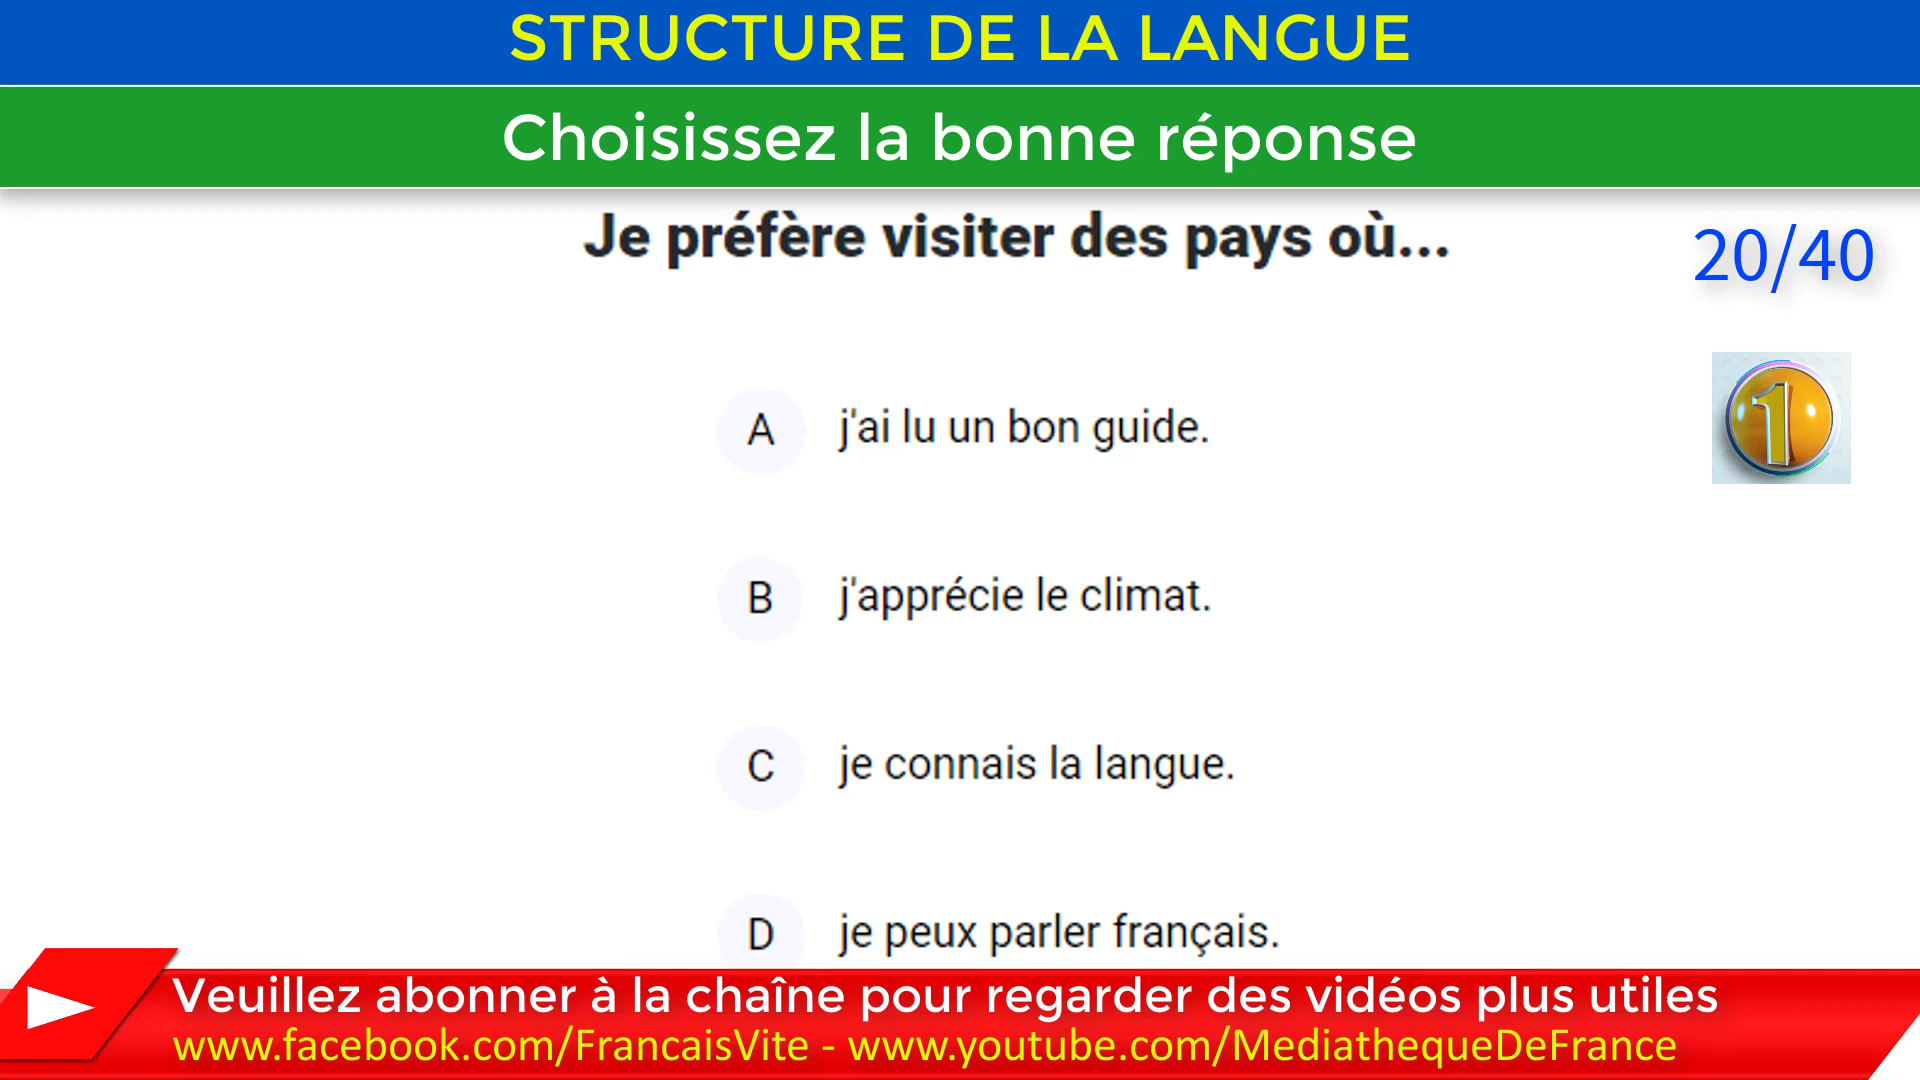 STRUCTURE DE LA LANGUE
Choisissez la bonne réponse
Je préfère visiter des pays où...
20/40
1
A j'ai lu un bon guide.
B j'apprécie le climat.
C je connais la langue.
D je peux parler français.
Veuillez abonner à la chaîne pour regarder des vidéos plus utiles
www.facebook.com/FrancaisVite - www.youtube.com/MediathequeDeFrance